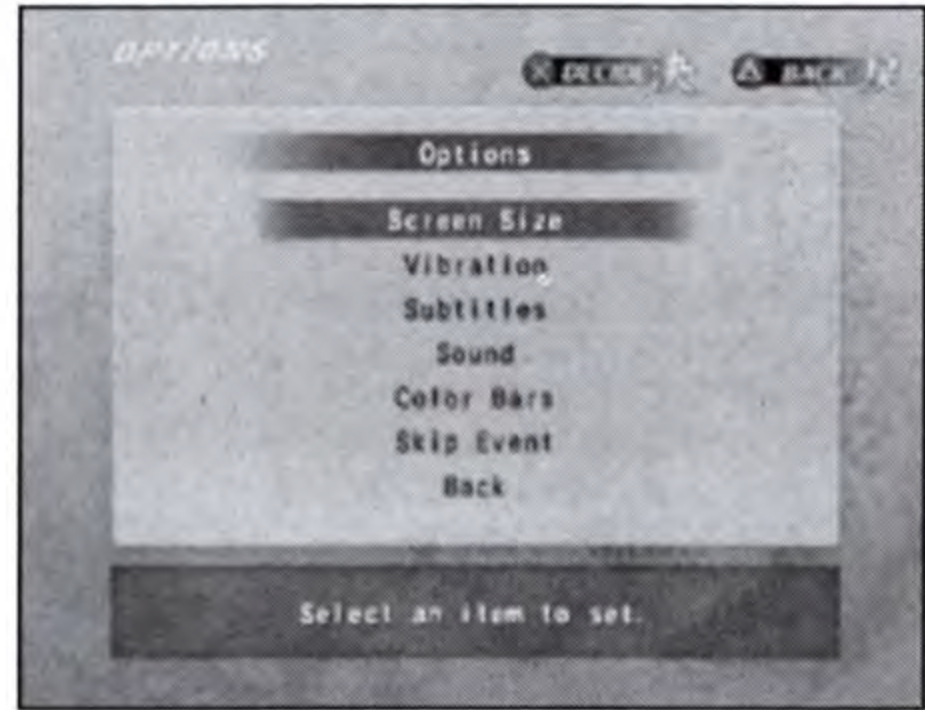 OPTIONS
DECIDE BACK
Options
Screen Size
Vibration
Subtitles
Sound
Color Bars
Skip Event
Back
Select an item to set.